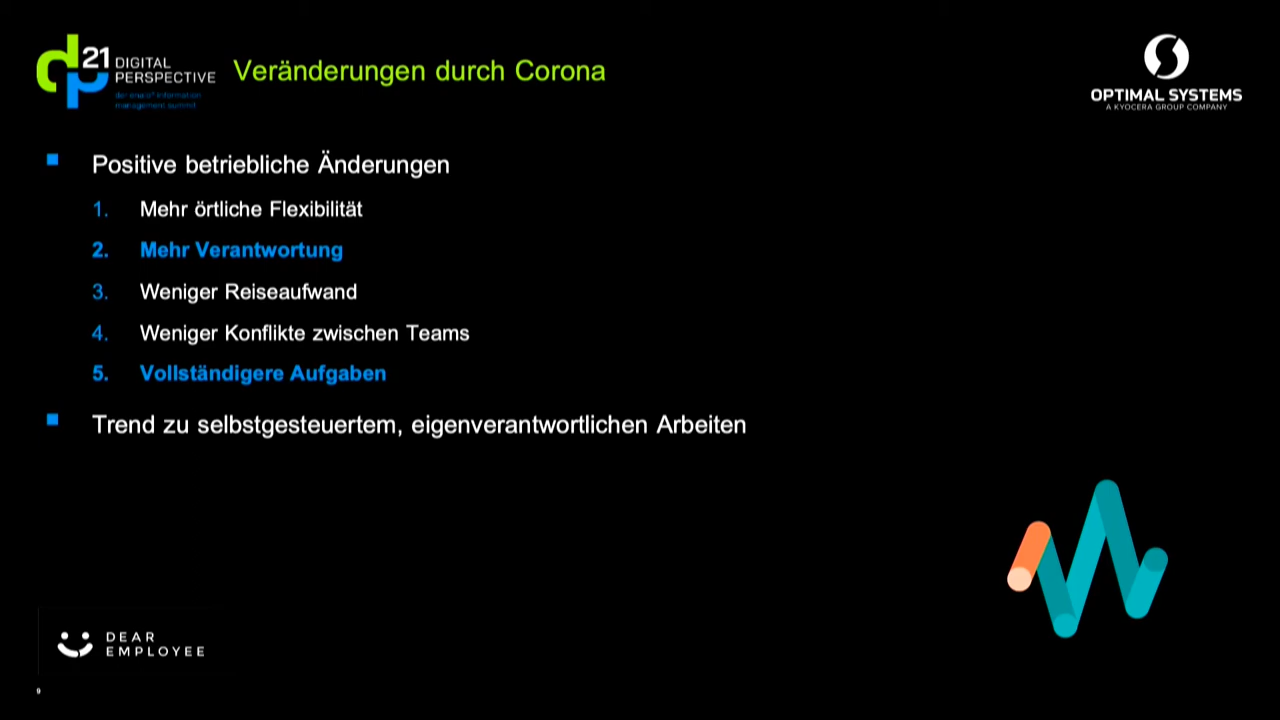 21
DIGITAL
PERSPECTIVE
management summit
Veränderungen durch Corona
OPTIMAL SYSTEMS
A KYOCERA GROUP COMPANY
Positive betriebliche Änderungen
1. Mehr örtliche Flexibilität
2. Mehr Verantwortung
3. Weniger Reiseaufwand
4. Weniger Konflikte zwischen Teams
5. Vollständigere Aufgaben
Trend zu selbstgesteuertem, eigenverantwortlichen Arbeiten
DEAR
EMPLOYEE
9